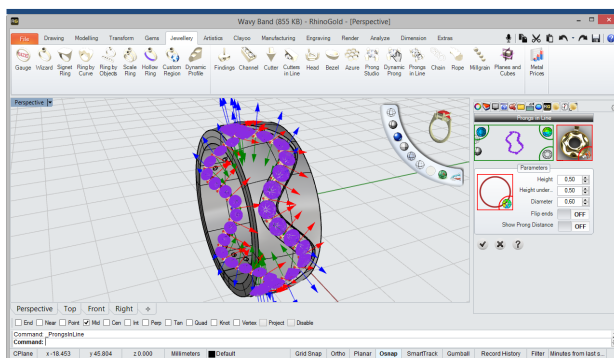 Wavy Band (855 KB) - RhinoGold - [Perspective]
File Drawing Modelling Transform Gems Jewellery Artistics Clayoo Manufacturing Engraving Render Analyze Dimension Extras
Gauge Wizard Signet Ring Ring by Curve Ring by Objects Scale Ring Hollow Ring Custom Region Dynamic Profile Findings Channel Cutter Cutters in Line Head Bezel Azure Prong Studio Dynamic Prong Prongs in Line Chain Rope Millgrain Planes and Cubes Metal Prices
Perspective
Prongs in Line
Parameters
Height 0,50
Height under.. 0,50
Diameter 0,60
Flip ends OFF
Show Prong Distance OFF
Perspective Top Front Right
End Near Point Mid Cen Int Perp Tan Quad Knot Vertex Project Disable
Command: _ProngsInLine
Command:
CPlane x -18.453 y 45.804 z 0.000 Millimeters Default Grid Snap Ortho Planar Osnap SmartTrack Gumball Record History Filter Minutes from last s...